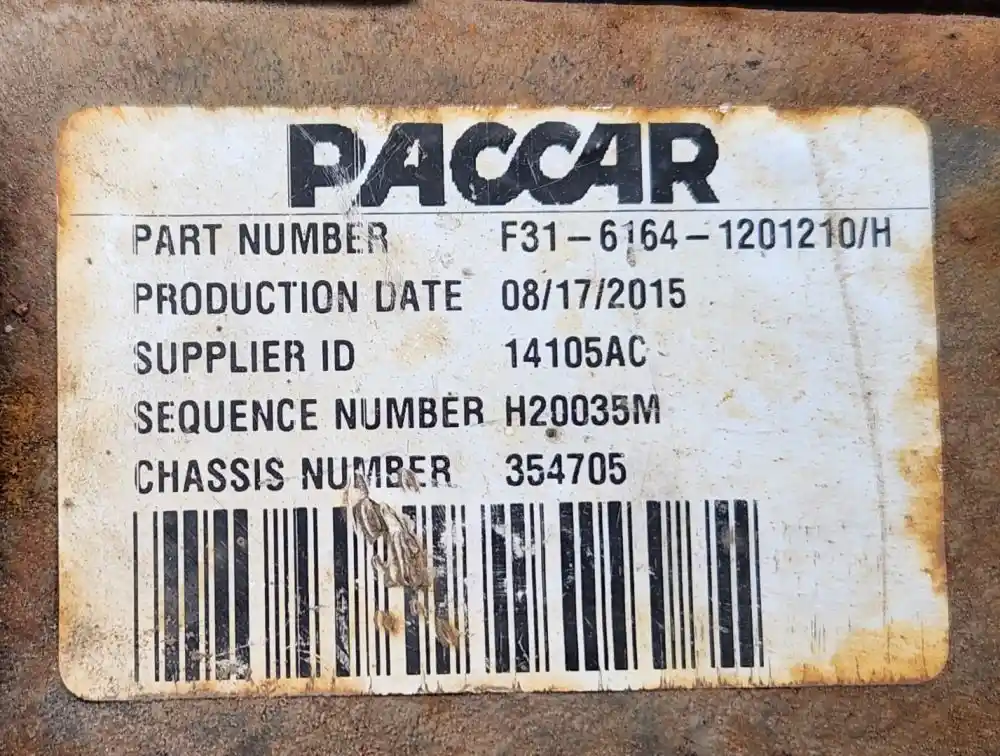 PACCAR
PART NUMBER F31-6164-1201210/H
PRODUCTION DATE 08/17/2015
SUPPLIER ID 14105AC
SEQUENCE NUMBER H20035M
CHASSIS NUMBER 354705